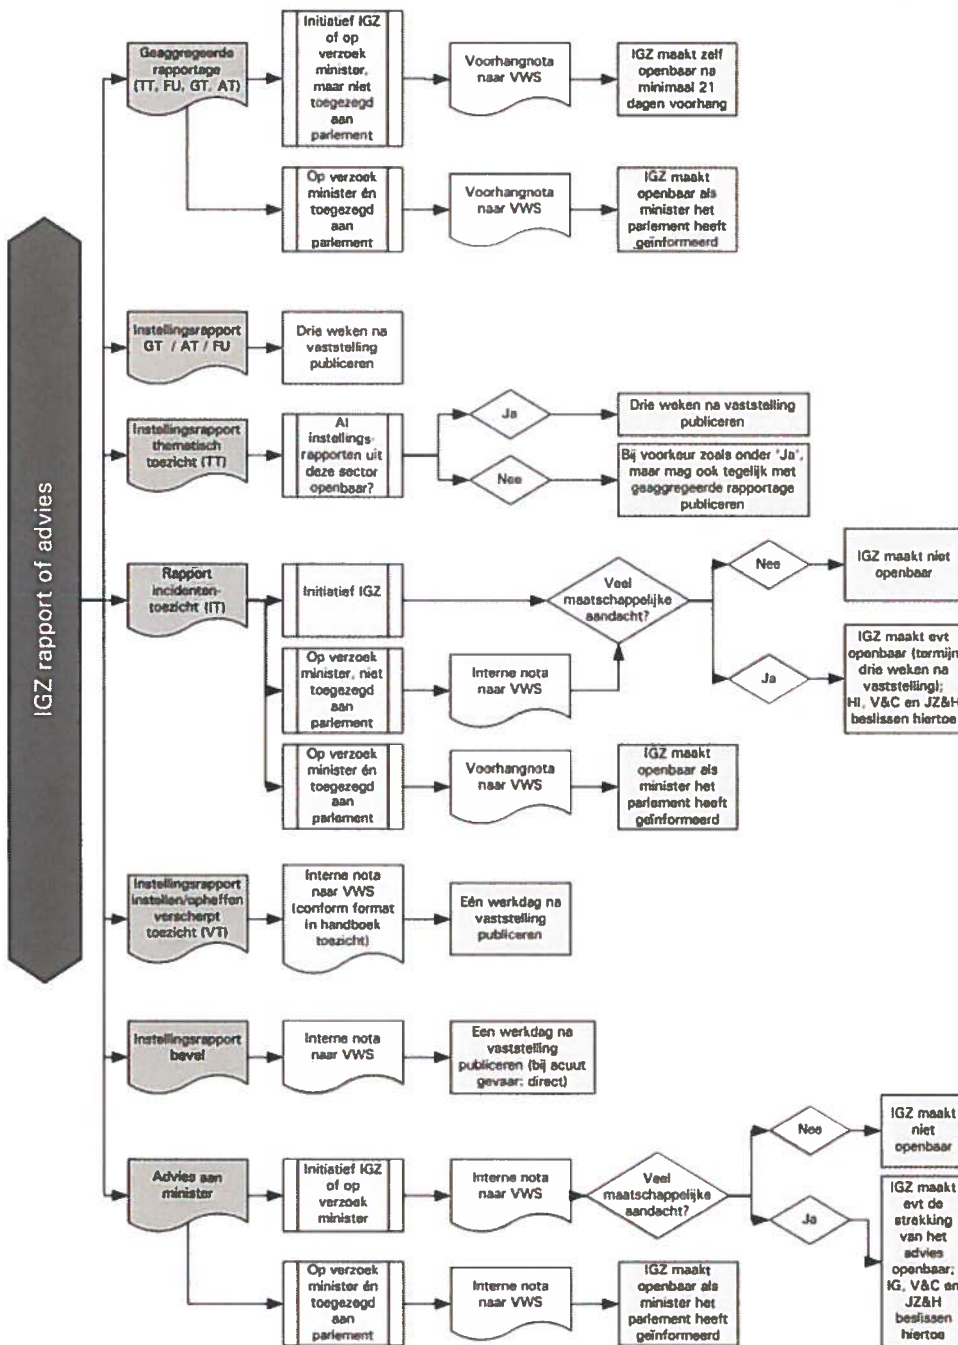 IGZ rapport of advies
Geaggregeerde
rapportage
(TT, FU, GT, AT)
Initiatief IGZ
of op
verzoek
minister,
maar niet
toegezegd
aan
parlement
Voorhangnota
naar VWS
IGZ maakt zelf
openbaar na
minimaal 21
dagen voorhang
Op verzoek
minister én
toegezegd
aan
parlement
Voorhangnota
naar VWS
IGZ maakt
openbaar als
minister het
parlement heeft
geïnformeerd
Instellingsrapport
GT / AT / FU
Drie weken na
vaststelling
publiceren
Instellingsrapport
thematisch
toezicht (TT)
Al
instellings-
rapporten uit
deze sector
openbaar?
Ja
Drie weken na vaststelling
publiceren
Nee
Bij voorkeur zoals onder 'Ja',
maar mag ook tegelijk met
geaggregeerde rapportage
publiceren
Rapport
incidenten-
toezicht (IT)
Initiatief IGZ
Veel
maatschappelijke
aandacht?
Nee
IGZ maakt niet
openbaar
Ja
IGZ maakt evt
openbaar (termijn
drie weken na
vaststelling);
HI, V&C en JZ&H
beslissen hiertoe
Op verzoek
minister, niet
toegezegd
aan
parlement
Interne nota
naar VWS
Op verzoek
minister én
toegezegd
aan
parlement
Voorhangnota
naar VWS
IGZ maakt
openbaar als
minister het
parlement heeft
geïnformeerd
Instellingsrapport
instellen/opheffen
verscherpt
toezicht (VT)
Interne nota
naar VWS
(conform format
in handboek
toezicht)
Eén werkdag na
vaststelling
publiceren
Instellingsrapport
bevel
Interne nota
naar VWS
Een werkdag na
vaststelling
publiceren (bij acuut
gevaar: direct)
Advies aan
minister
Initiatief IGZ
of op
verzoek
minister
Interne nota
naar VWS
Veel
maatschappelijke
aandacht?
Nee
IGZ maakt
niet
openbaar
Ja
IGZ maakt
evt de
strekking
van het
advies
openbaar;
IG, V&C en
JZ&H
beslissen
hiertoe
Op verzoek
minister én
toegezegd
aan
parlement
Interne nota
naar VWS
IGZ maakt
openbaar als
minister het
parlement heeft
geïnformeerd